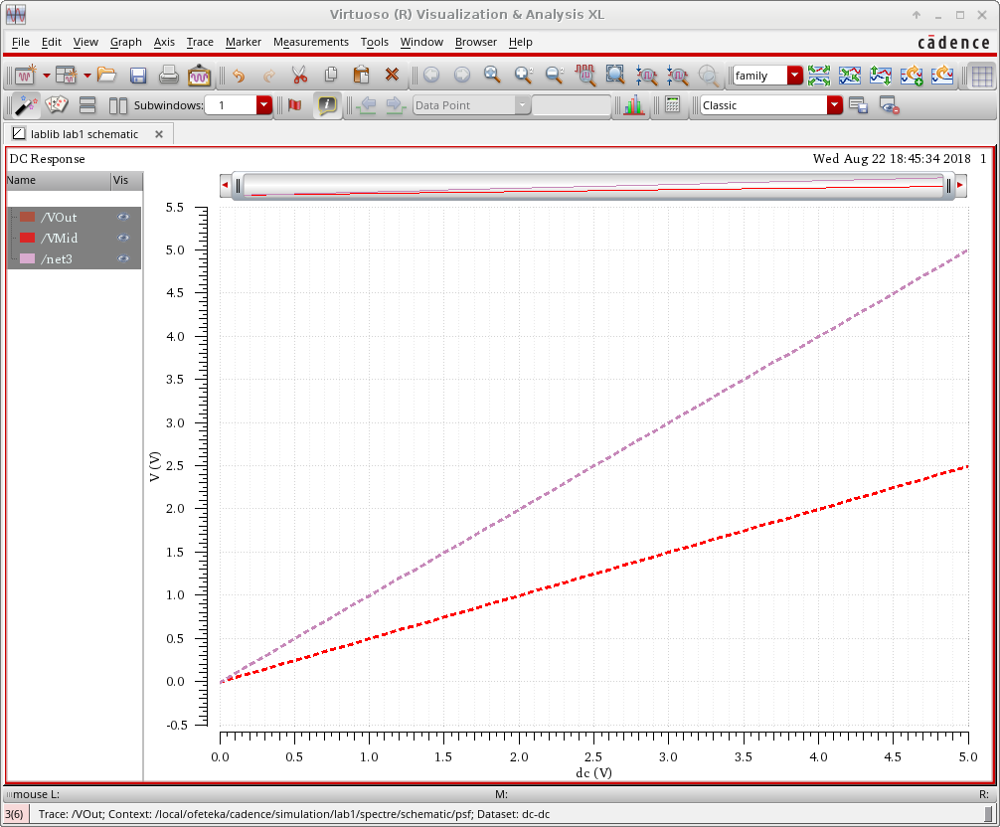 Virtuoso (R) Visualization & Analysis XL
File Edit View Graph Axis Trace Marker Measurements Tools Window Browser Help
cādence
family
Subwindows: 1 Data Point Classic
lablib lab1 schematic
DC Response Wed Aug 22 18:45:34 2018 1
Name Vis
/VOut
/VMid
/net3
5.5
5.0
4.5
4.0
3.5
3.0
2.5
2.0
1.5
1.0
0.5
0.0
-0.5
V (V)
0.0 0.5 1.0 1.5 2.0 2.5 3.0 3.5 4.0 4.5 5.0
dc (V)
mouse L: M: R:
3(6) Trace: /VOut; Context: /local/ofeteka/cadence/simulation/lab1/spectre/schematic/psf; Dataset: dc-dc